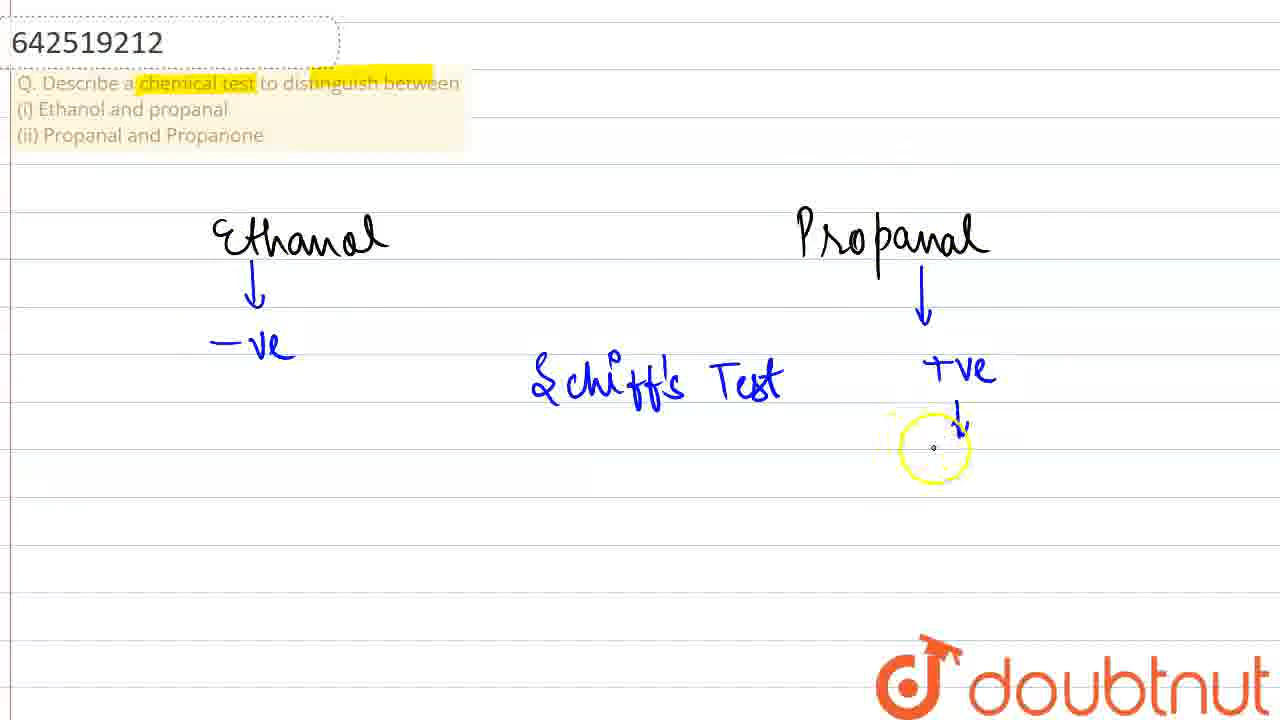 642519212
Q. Describe a chemical test to distinguish between
(i) Ethanol and propanal
(ii) Propanal and Propanone
Ethanol Propanal
-ve
Schiff's Test +ve
doubtnut